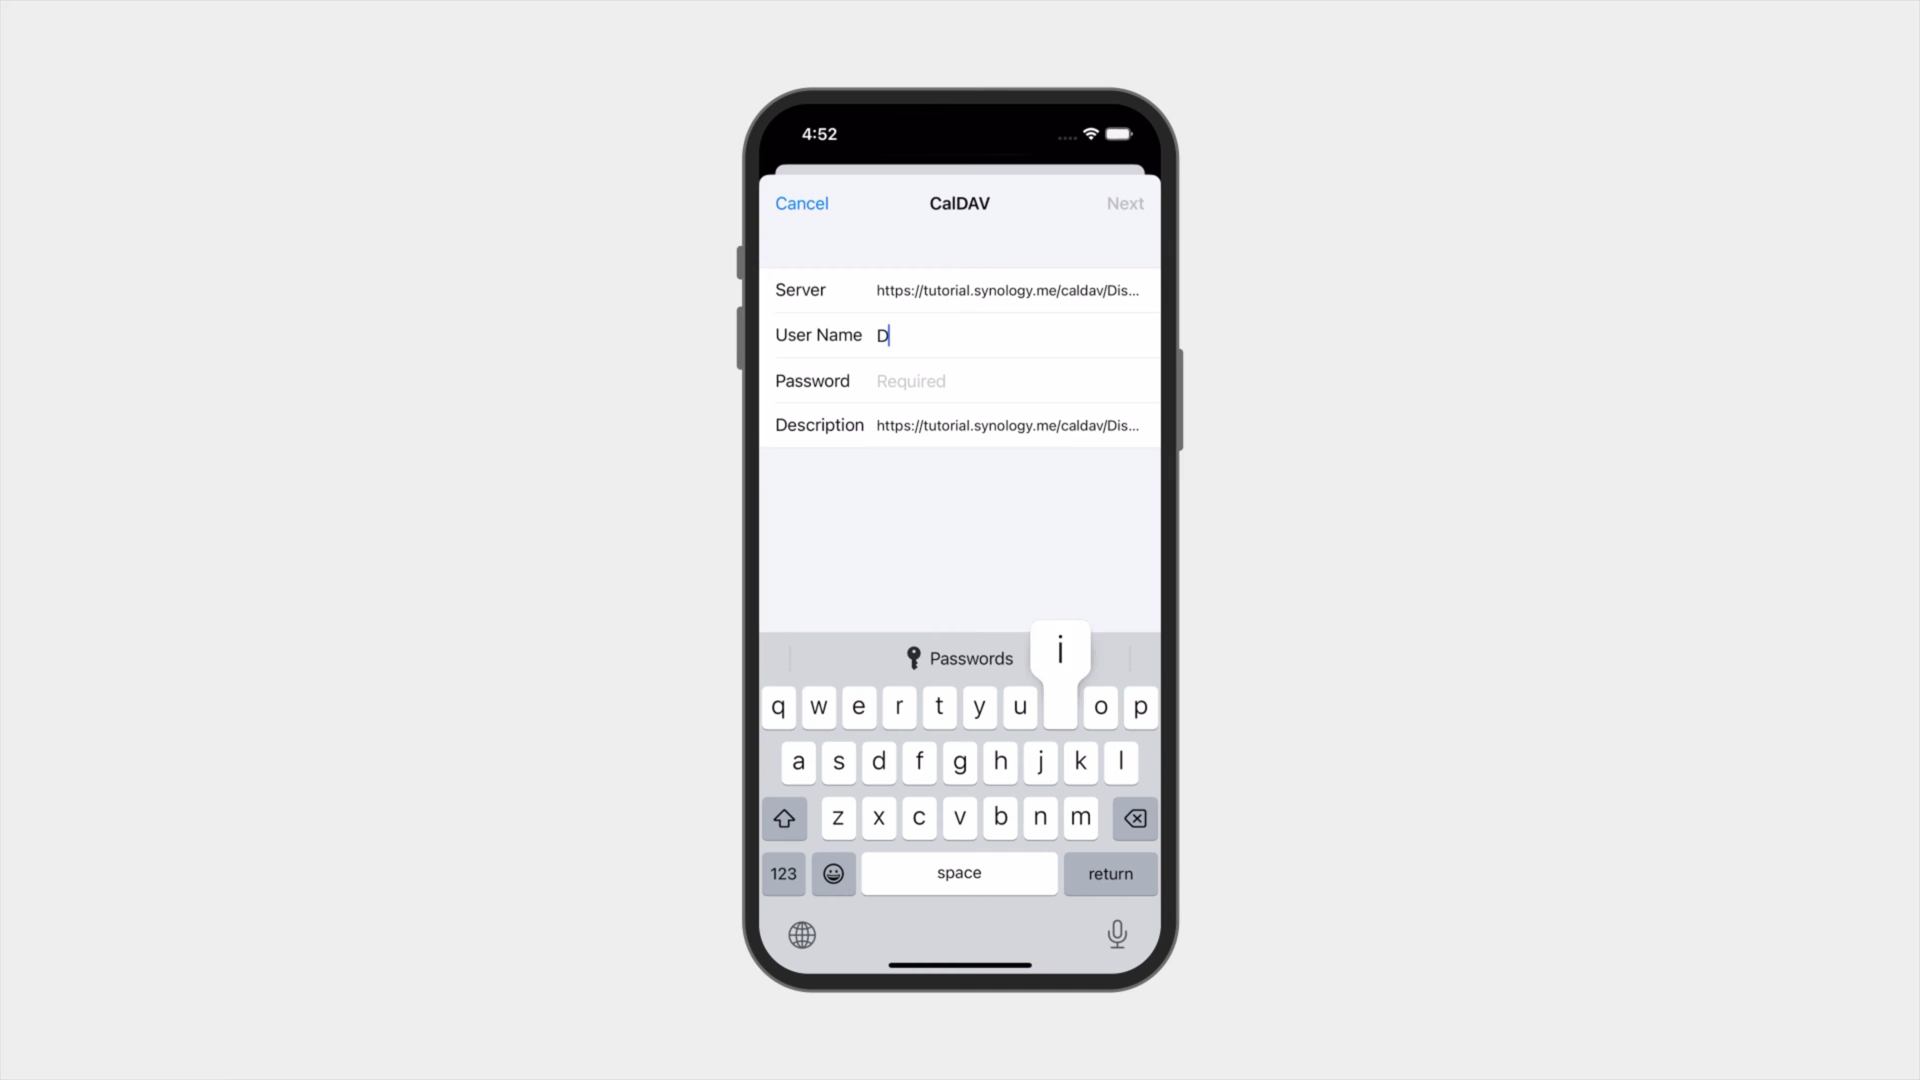 4:52
Cancel CalDAV Next
Server https://tutorial.synology.me/caldav/Dis...
User Name D
Password Required
Description https://tutorial.synology.me/caldav/Dis...
Passwords
i
q w e r t y u o p
a s d f g h j k l
z x c v b n m
123 space return